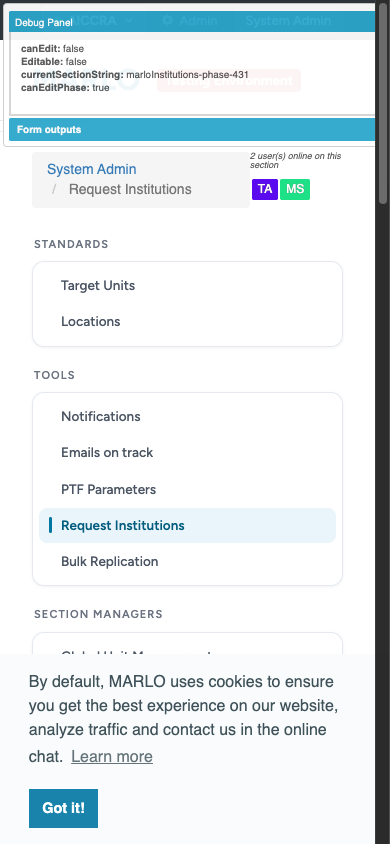 Debug Panel
canEdit: false
Editable: false
currentSectionString: marloInstitutions-phase-431
canEditPhase: true
Form outputs
System Admin
/ Request Institutions
2 user(s) online on this
section
TA MS
STANDARDS
Target Units
Locations
TOOLS
Notifications
Emails on track
PTF Parameters
Request Institutions
Bulk Replication
SECTION MANAGERS
By default, MARLO uses cookies to ensure
you get the best experience on our website,
analyze traffic and contact us in the online
chat. Learn more
Got it!